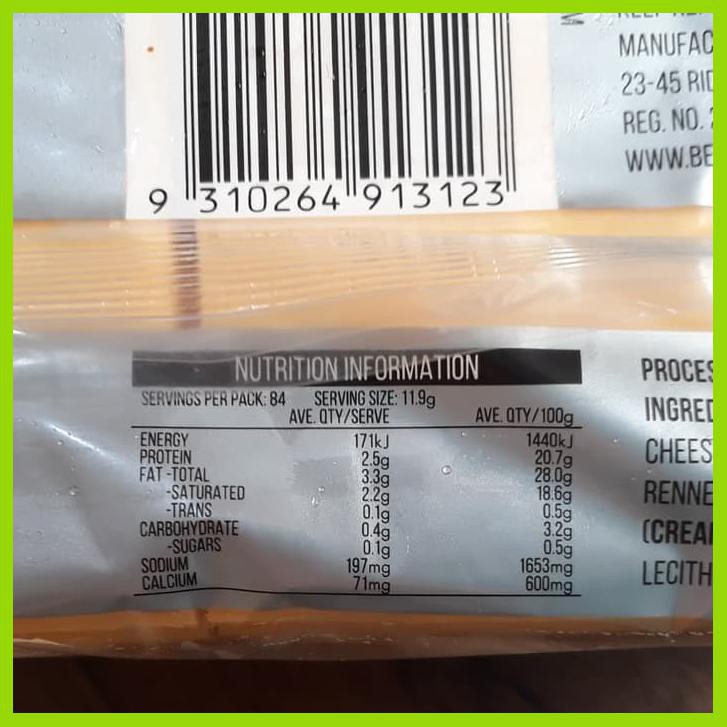 MANUFAC
23-45 RID
REG. NO.
WWW.BE
9 310264 913123
NUTRITION INFORMATION
SERVINGS PER PACK: 84 SERVING SIZE: 11.9g
AVE. QTY/SERVE AVE. QTY/100g
ENERGY 171kJ 1440kJ
PROTEIN 2.5g 20.7g
FAT -TOTAL 3.3g 28.0g
-SATURATED 2.2g 18.6g
-TRANS 0.1g 0.5g
CARBOHYDRATE 0.4g 3.2g
-SUGARS 0.1g 0.5g
SODIUM 197mg 1653mg
CALCIUM 71mg 600mg
PROCES
INGRED
CHEES
RENNE
(CREA
LECITH